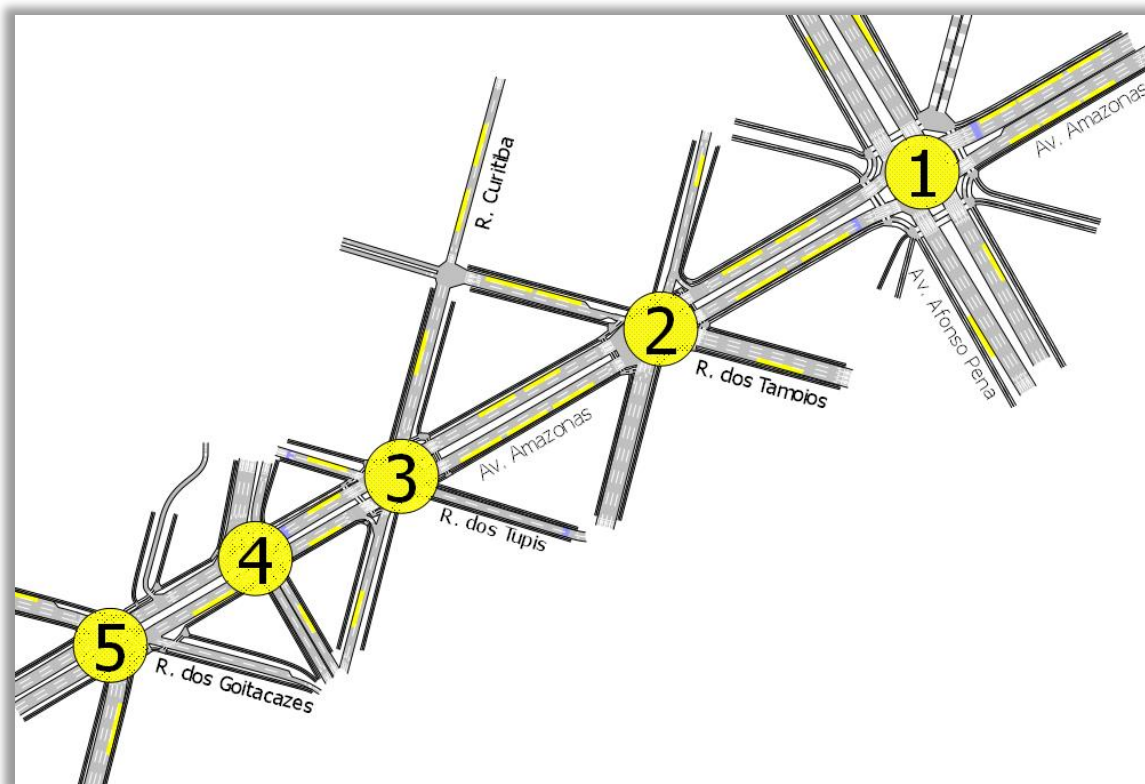 1
Av. Amazonas
R. Curitiba
2
Av. Afonso Pena
R. dos Tamoios
3
Av. Amazonas
R. dos Tupis
4
5
R. dos Goitacazes